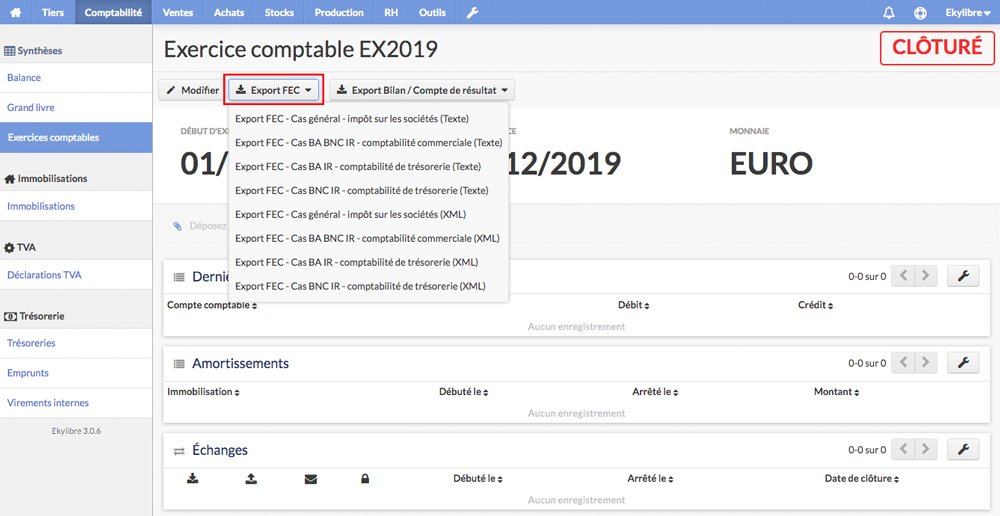 Tiers Comptabilité Ventes Achats Stocks Production RH Outils Ekylibre
Synthèses
Balance
Grand livre
Exercices comptables
Immobilisations
Immobilisations
TVA
Déclarations TVA
Trésorerie
Trésoreries
Emprunts
Virements internes
Ekylibre 3.0.6
Exercice comptable EX2019
CLÔTURÉ
Modifier Export FEC Export Bilan / Compte de résultat
Export FEC - Cas général - impôt sur les sociétés (Texte)
Export FEC - Cas BA BNC IR - comptabilité commerciale (Texte)
Export FEC - Cas BA IR - comptabilité de trésorerie (Texte)
Export FEC - Cas BNC IR - comptabilité de trésorerie (Texte)
Export FEC - Cas général - impôt sur les sociétés (XML)
Export FEC - Cas BA BNC IR - comptabilité commerciale (XML)
Export FEC - Cas BA IR - comptabilité de trésorerie (XML)
Export FEC - Cas BNC IR - comptabilité de trésorerie (XML)
DÉBUT D'EX CE MONNAIE
01/ 12/2019 EURO
Déposez
Derniè 0-0 sur 0
Compte comptable Débit Crédit
Aucun enregistrement
Amortissements 0-0 sur 0
Immobilisation Débuté le Arrêté le Montant
Aucun enregistrement
Échanges 0-0 sur 0
Débuté le Arrêté le Date de clôture
Aucun enregistrement